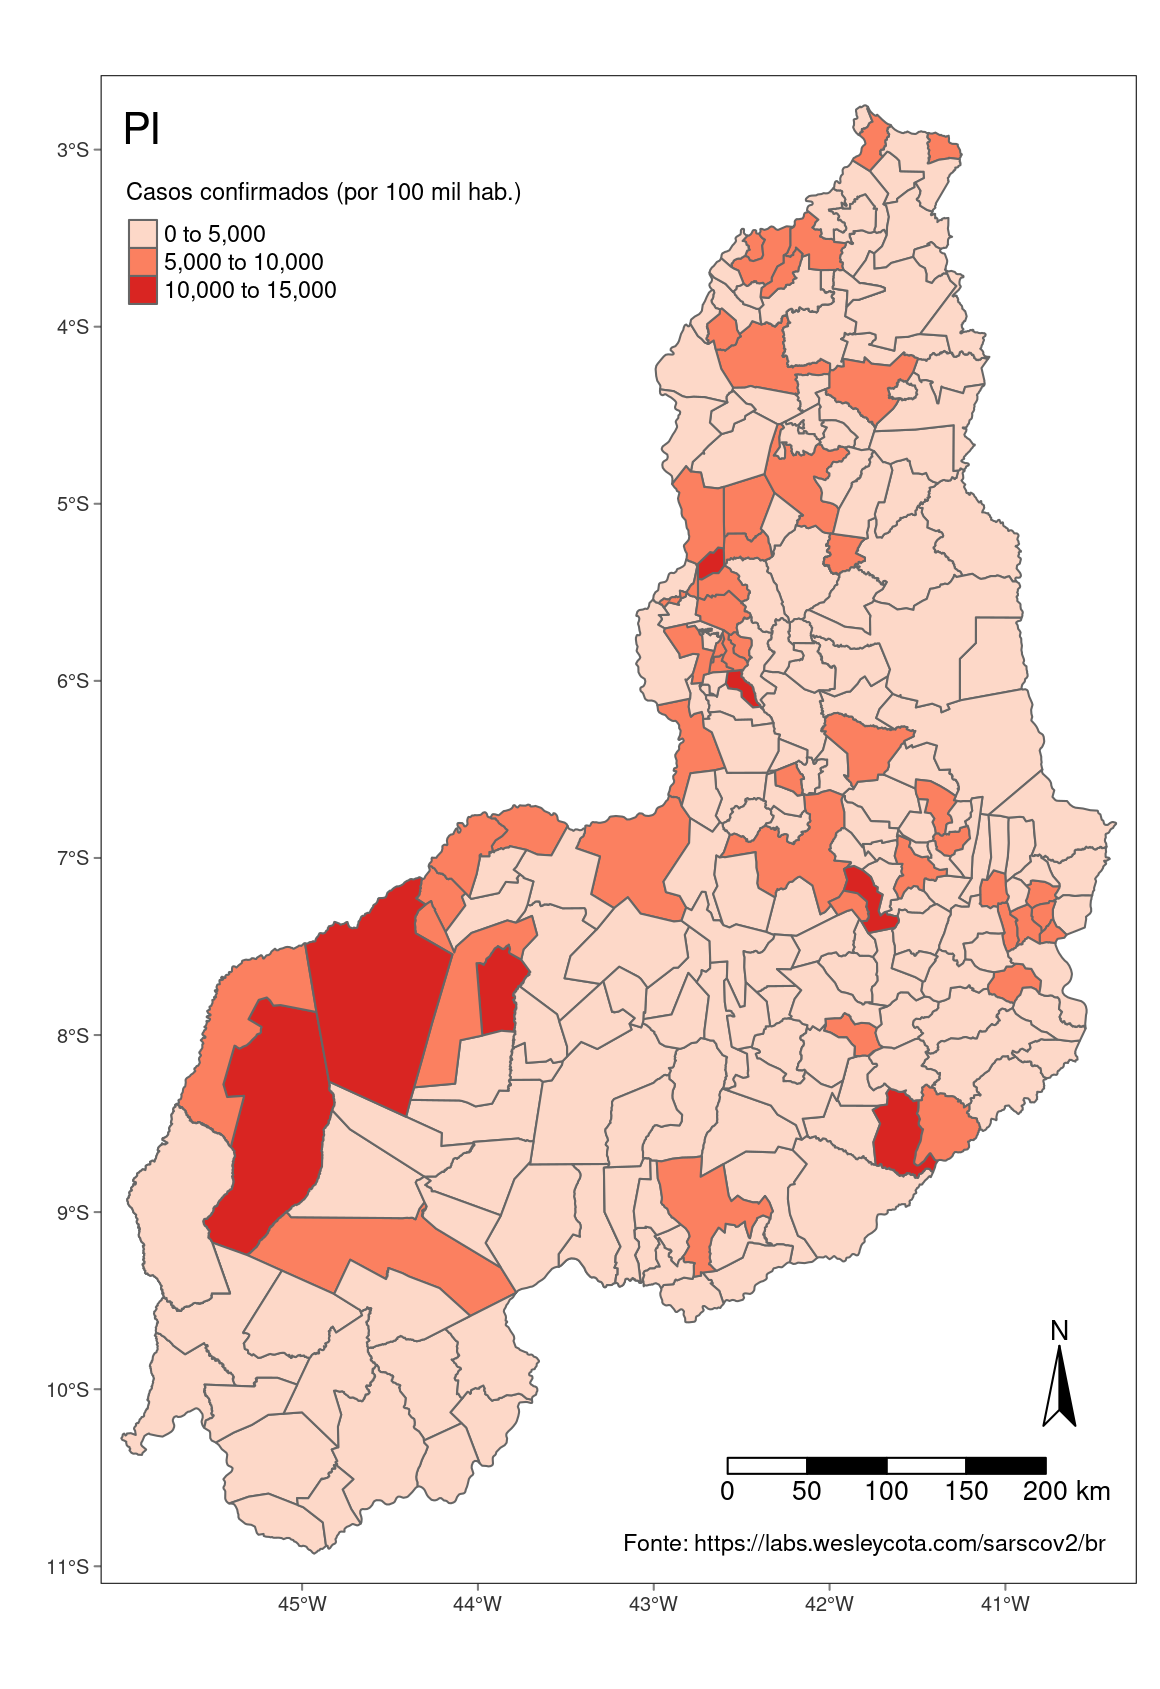 PI
Casos confirmados (por 100 mil hab.)
0 to 5,000
5,000 to 10,000
10,000 to 15,000
3°S
4°S
5°S
6°S
7°S
8°S
9°S
10°S
11°S
N
0 50 100 150 200 km
Fonte: https://labs.wesleycota.com/sarscov2/br
45°W 44°W 43°W 42°W 41°W